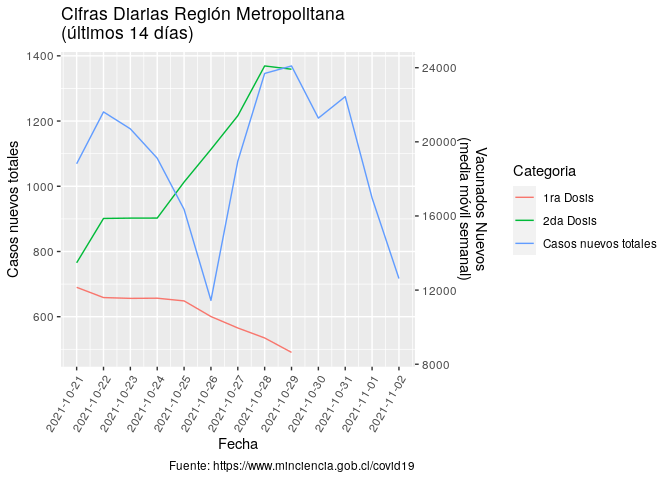 Cifras Diarias Región Metropolitana
(últimos 14 días)
1400
1200
1000
800
600
Casos nuevos totales
24000
20000
16000
12000
8000
Vacunados Nuevos
(media móvil semanal)
Categoria
1ra Dosis
2da Dosis
Casos nuevos totales
2021-10-21
2021-10-22
2021-10-23
2021-10-24
2021-10-25
2021-10-26
2021-10-27
2021-10-28
2021-10-29
2021-10-30
2021-10-31
2021-11-01
2021-11-02
Fecha
Fuente: https://www.minciencia.gob.cl/covid19